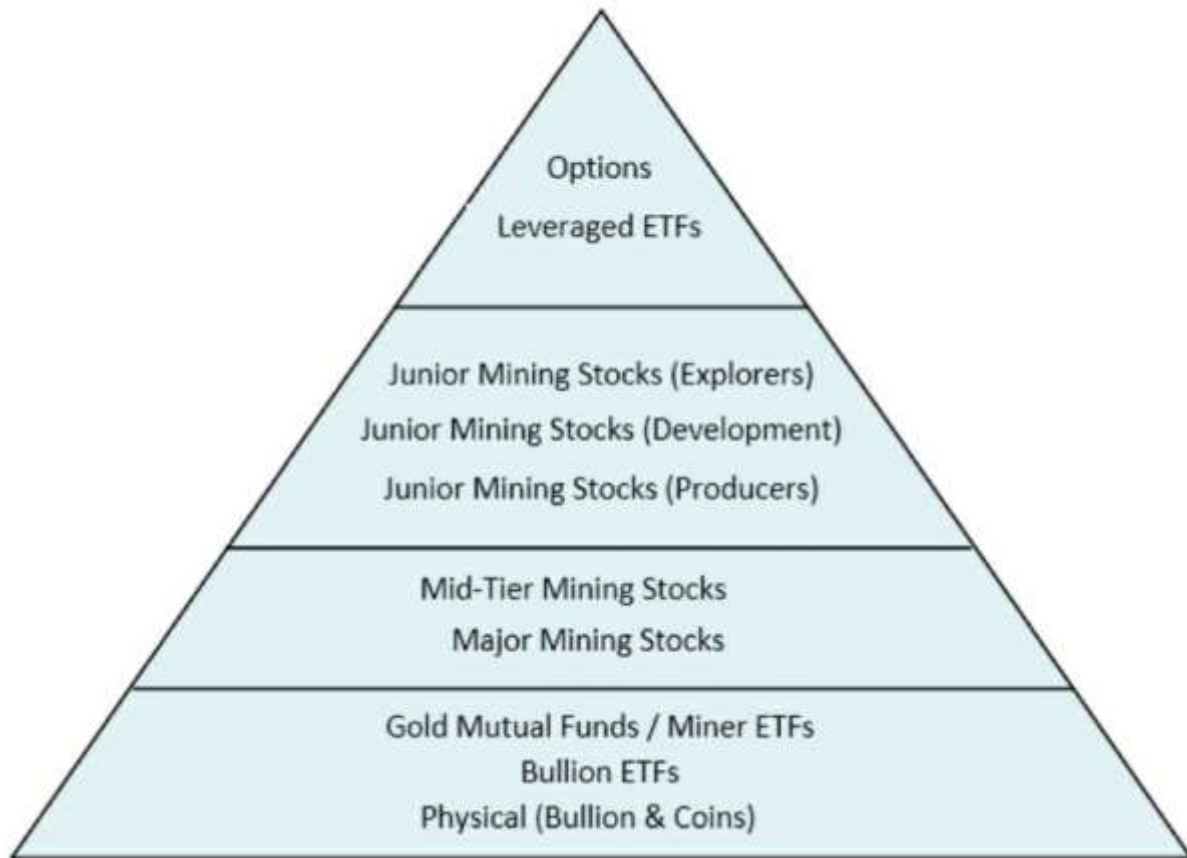 Options
Leveraged ETFs
Junior Mining Stocks (Explorers)
Junior Mining Stocks (Development)
Junior Mining Stocks (Producers)
Mid-Tier Mining Stocks
Major Mining Stocks
Gold Mutual Funds / Miner ETFs
Bullion ETFs
Physical (Bullion & Coins)